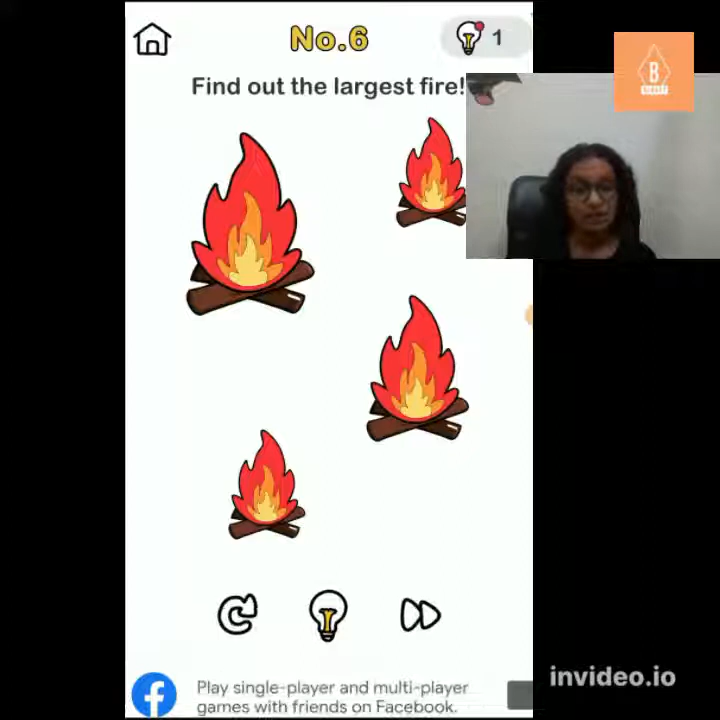 No.6
1
Find out the largest fire!
B
invideo.io
Play single-player and multi-player
games with friends on Facebook.